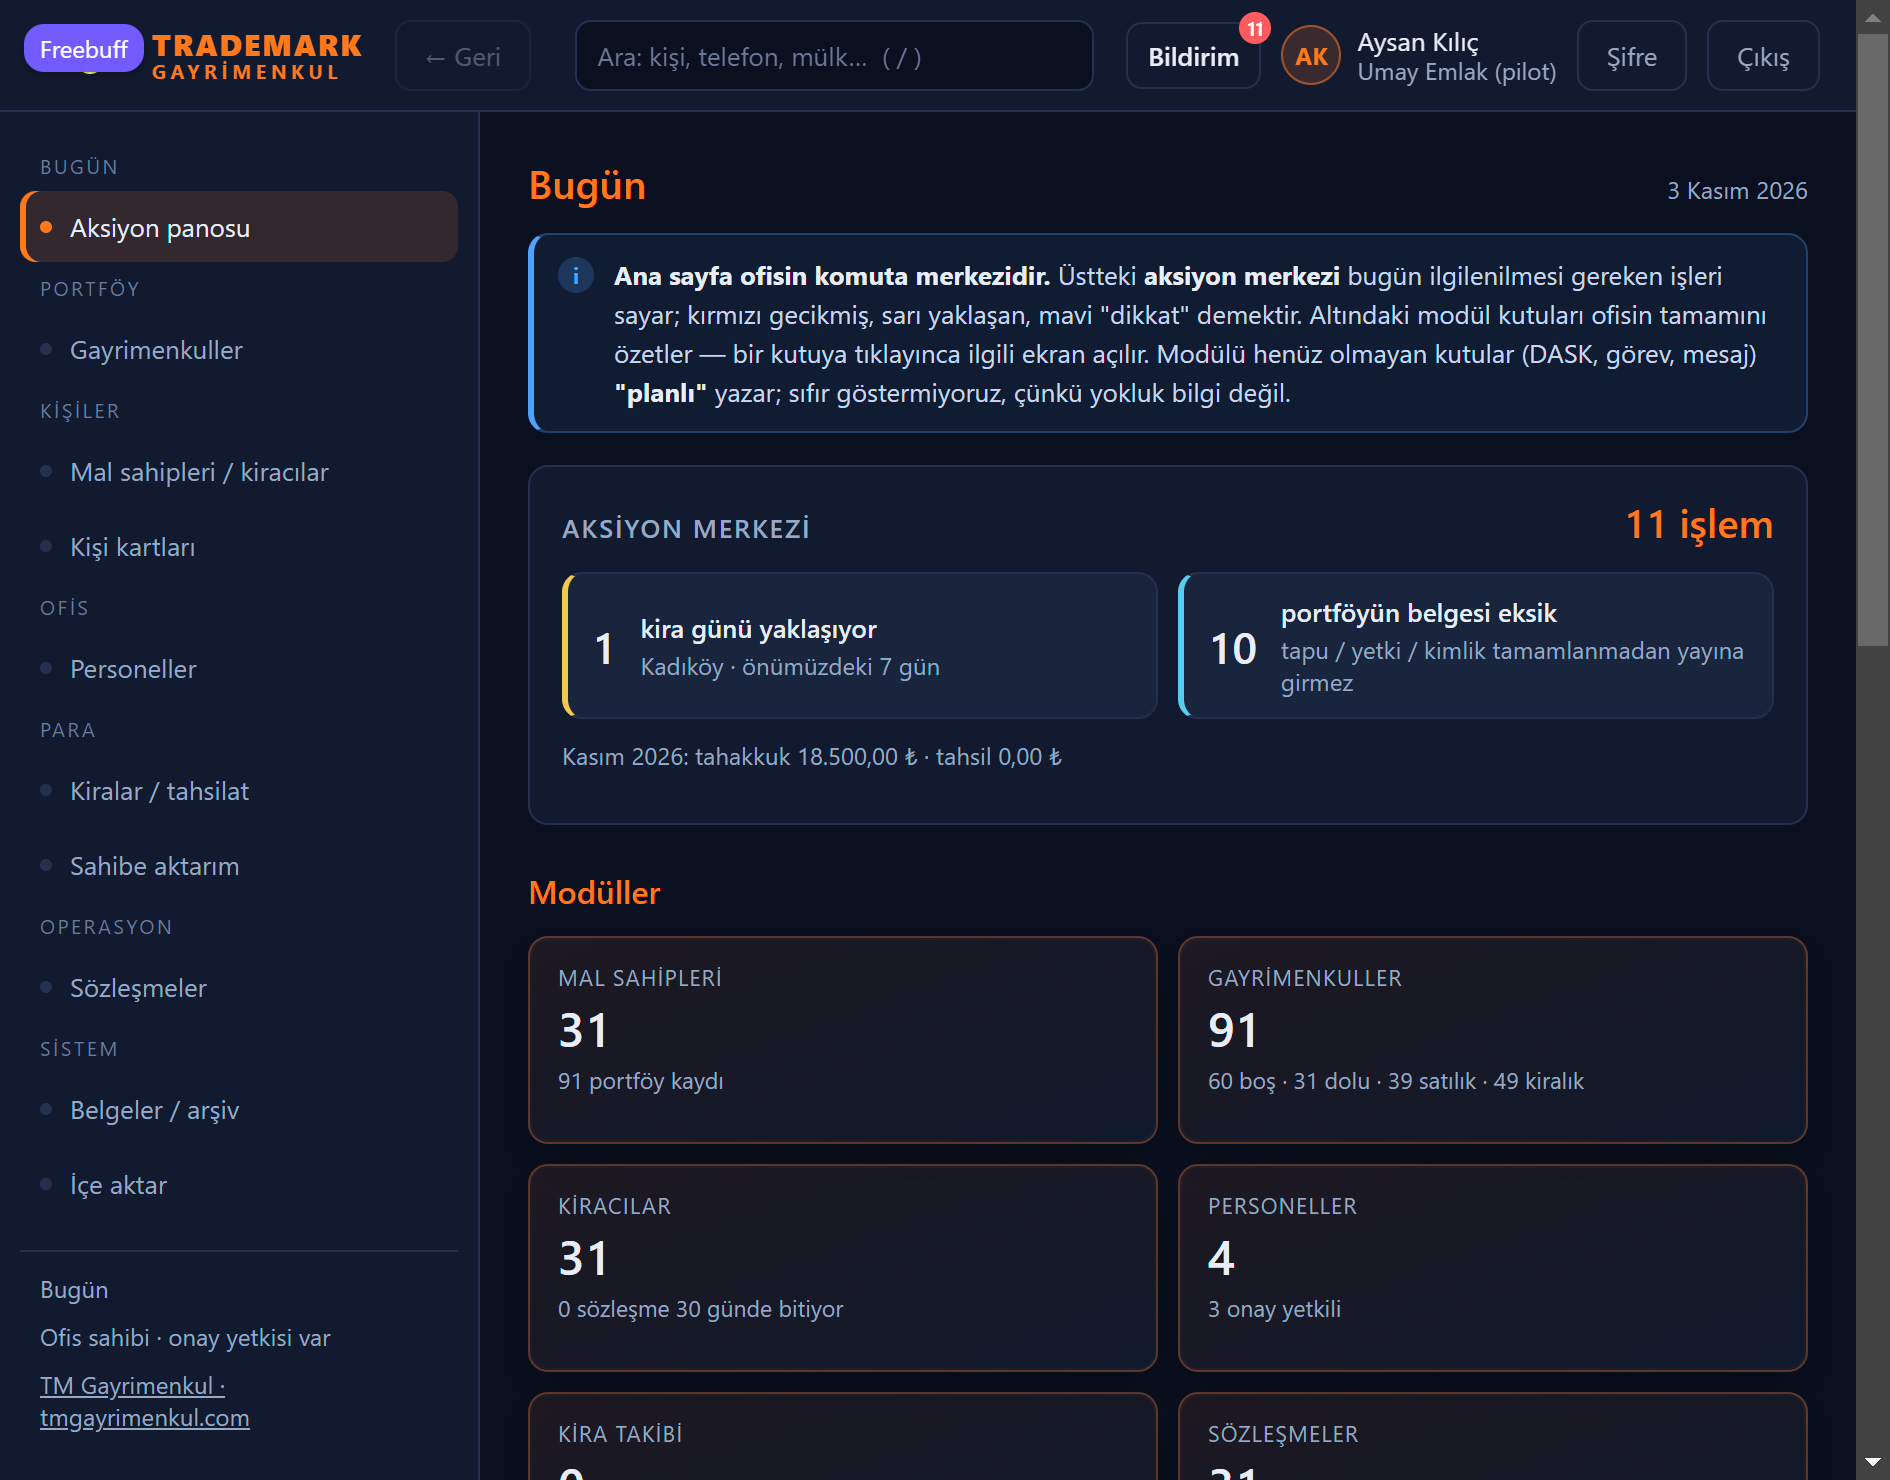 Freebuff
TRADEMARK
GAYRİMENKUL
← Geri
Ara: kişi, telefon, mülk... ( / )
Bildirim
11
AK
Aysan Kılıç
Umay Emlak (pilot)
Şifre
Çıkış
BUGÜN
Aksiyon panosu
PORTFÖY
Gayrimenkuller
KİŞİLER
Mal sahipleri / kiracılar
Kişi kartları
OFİS
Personeller
PARA
Kiralar / tahsilat
Sahibe aktarım
OPERASYON
Sözleşmeler
SİSTEM
Belgeler / arşiv
İçe aktar
Bugün
Ofis sahibi · onay yetkisi var
TM Gayrimenkul ·
tmgayrimenkul.com
Bugün
3 Kasım 2026
i
Ana sayfa ofisin komuta merkezidir. Üstteki aksiyon merkezi bugün ilgilenilmesi gereken işleri
sayar; kırmızı gecikmiş, sarı yaklaşan, mavi "dikkat" demektir. Altındaki modül kutuları ofisin tamamını
özetler — bir kutuya tıklayınca ilgili ekran açılır. Modülü henüz olmayan kutular (DASK, görev, mesaj)
"planlı" yazar; sıfır göstermiyoruz, çünkü yokluk bilgi değil.
AKSİYON MERKEZİ
11 işlem
1
kira günü yaklaşıyor
Kadıköy · önümüzdeki 7 gün
10
portföyün belgesi eksik
tapu / yetki / kimlik tamamlanmadan yayına
girmez
Kasım 2026: tahakkuk 18.500,00 ₺ · tahsil 0,00 ₺
Modüller
MAL SAHİPLERİ
31
91 portföy kaydı
GAYRİMENKULLER
91
60 boş · 31 dolu · 39 satılık · 49 kiralık
KİRACILAR
31
0 sözleşme 30 günde bitiyor
PERSONELLER
4
3 onay yetkili
KİRA TAKİBİ
0
SÖZLEŞMELER
31